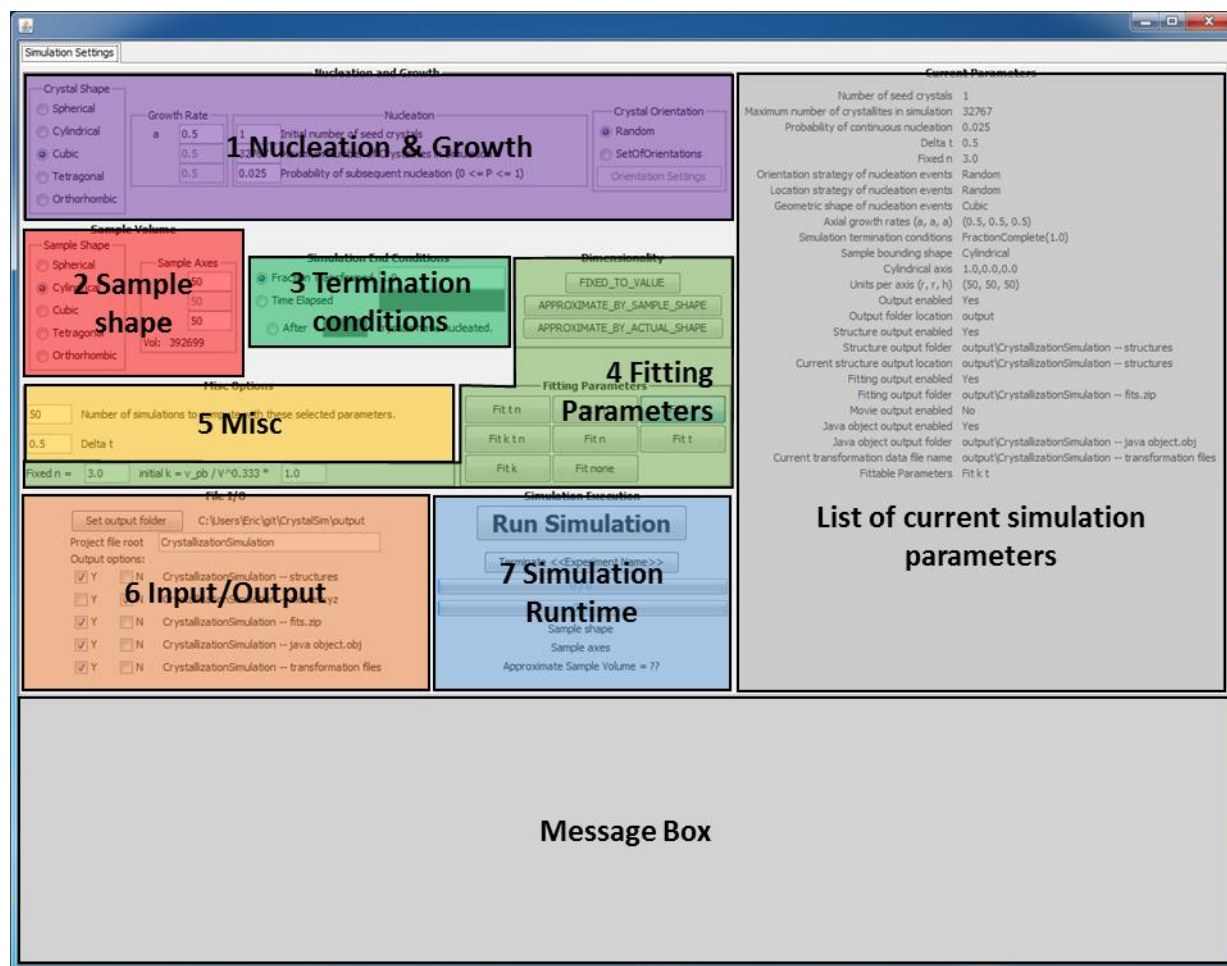 Simulation Settings
Nucleation and Growth
Crystal Shape
Spherical
Cylindrical
Cubic
Tetragonal
Orthorhombic
Growth Rate
a 0.5
0.5
0.5
Nucleation
1 Initial number of seed crystals
0.025 Probability of subsequent nucleation (0 <= P <= 1)
Crystal Orientation
Random
SetOfOrientations
Orientation Settings
1 Nucleation & Growth
Sample Volume
Sample Shape
Spherical
Cylindrical
Cubic
Tetragonal
Orthorhombic
Sample Axes
50
50
50
Vol: 392699
2 Sample
shape
Simulation End Conditions
Fraction Transformed
Time Elapsed
After nucleated.
3 Termination
conditions
Dimensionality
FIXED_TO_VALUE
APPROXIMATE_BY_SAMPLE_SHAPE
APPROXIMATE_BY_ACTUAL_SHAPE
4 Fitting
Parameters
Fitting Parameters
Fit t n
Fit k t n Fit n Fit t
Fit k Fit none
Misc Options
50 Number of simulations to compute with these selected parameters.
0.5 Delta t
5 Misc
Fixed n = 3.0 initial k = v_pb / V^0.333 * 1.0
File I/O
Set output folder C:\Users\Eric\git\CrystalSim\output
Project file root CrystallizationSimulation
Output options:
Y N CrystallizationSimulation -- structures
Y N
Y N CrystallizationSimulation -- fits.zip
Y N CrystallizationSimulation -- java object.obj
Y N CrystallizationSimulation -- transformation files
6 Input/Output
Simulation Execution
Run Simulation
Terminate <<Experiment Name>>
7 Simulation
Runtime
Sample shape
Sample axes
Approximate Sample Volume = ??
Current Parameters
Number of seed crystals 1
Maximum number of crystallites in simulation 32767
Probability of continuous nucleation 0.025
Delta t 0.5
Fixed n 3.0
Orientation strategy of nucleation events Random
Location strategy of nucleation events Random
Geometric shape of nucleation events Cubic
Axial growth rates (a, a, a) (0.5, 0.5, 0.5)
Simulation termination conditions FractionComplete(1.0)
Sample bounding shape Cylindrical
Cylindrical axis 1.0,0.0,0.0
Units per axis (r, r, h) (50, 50, 50)
Output enabled Yes
Output folder location output
Structure output enabled Yes
Structure output folder output\CrystallizationSimulation -- structures
Current structure output location output\CrystallizationSimulation -- structures
Fitting output enabled Yes
Fitting output folder output\CrystallizationSimulation -- fits.zip
Movie output enabled No
Java object output enabled Yes
Java object output folder output\CrystallizationSimulation -- java object.obj
Current transformation data file name output\CrystallizationSimulation -- transformation files
Fittable Parameters Fit k t
List of current simulation
parameters
Message Box